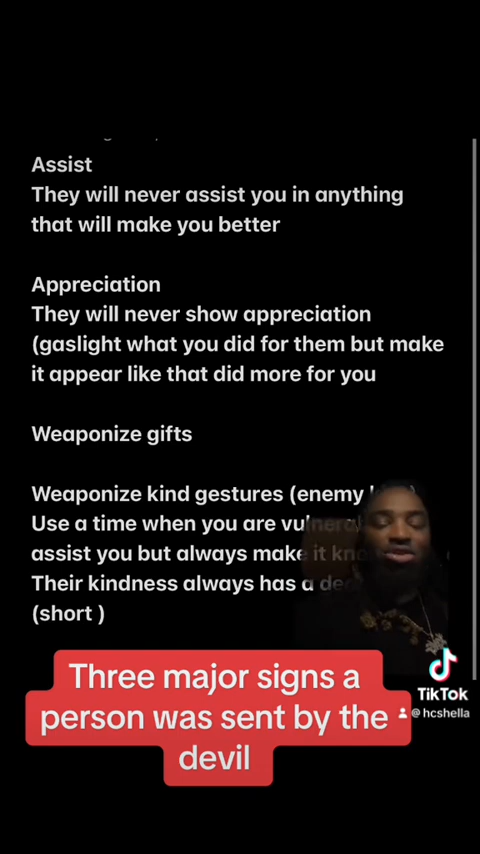 Assist
They will never assist you in anything
that will make you better
Appreciation
They will never show appreciation
(gaslight what you did for them but make
it appear like that did more for you
Weaponize gifts
Weaponize kind gestures (enemy
Use a time when you are
assist you but always make it
Their kindness always has a
(short )
Three major signs a
person was sent by the
devil
TikTok
@hcshella